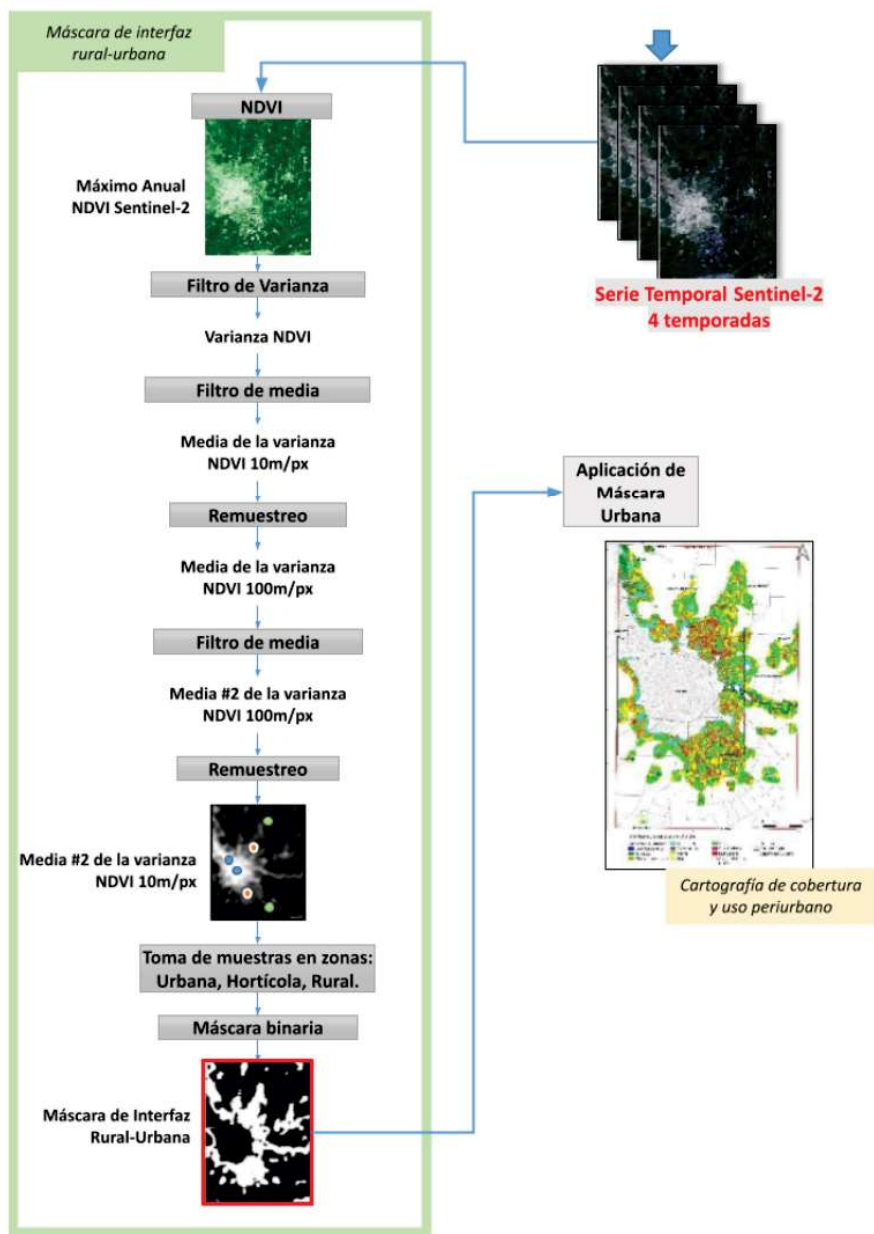 Máscara de interfaz
rural-urbana
NDVI
Máximo Anual
NDVI Sentinel-2
Filtro de Varianza
Varianza NDVI
Filtro de media
Media de la varianza
NDVI 10m/px
Remuestreo
Media de la varianza
NDVI 100m/px
Filtro de media
Media #2 de la varianza
NDVI 100m/px
Remuestreo
Media #2 de la varianza
NDVI 10m/px
Toma de muestras en zonas:
Urbana, Hortícola, Rural.
Máscara binaria
Máscara de Interfaz
Rural-Urbana
Serie Temporal Sentinel-2
4 temporadas
Aplicación de
Máscara
Urbana
Cartografía de cobertura
y uso periurbano